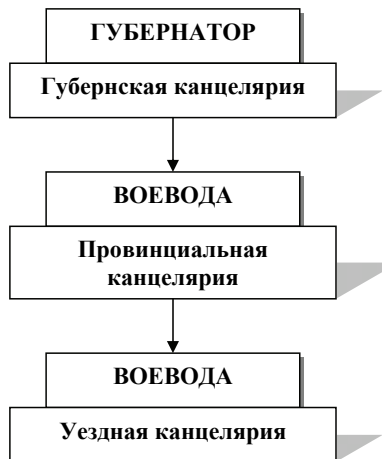 ГУБЕРНАТОР
Губернская канцелярия
ВОЕВОДА
Провинциальная
канцелярия
ВОЕВОДА
Уездная канцелярия